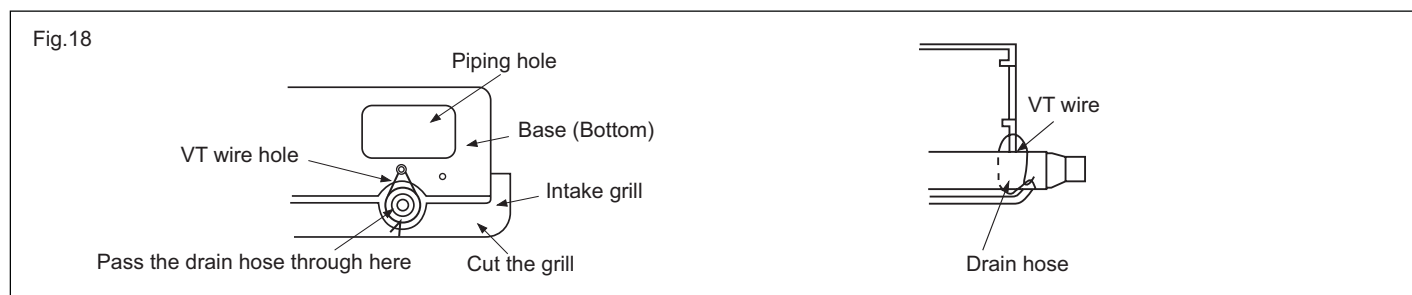 Fig.18
Piping hole
Base (Bottom)
VT wire hole
Intake grill
Pass the drain hose through here
Cut the grill
VT wire
Drain hose